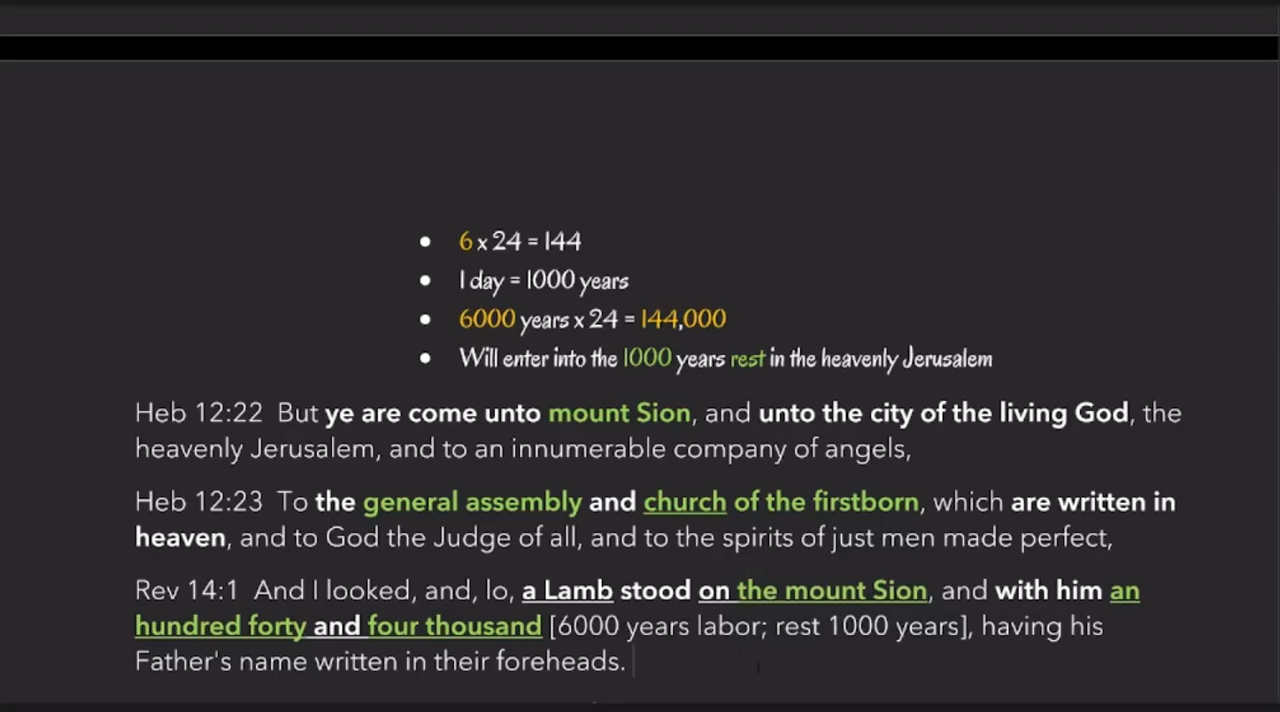 • 6 x 24 = 144
• 1 day = 1000 years
• 6000 years x 24 = 144,000
• Will enter into the 1000 years rest in the heavenly Jerusalem
Heb 12:22  But ye are come unto mount Sion, and unto the city of the living God, the
heavenly Jerusalem, and to an innumerable company of angels,
Heb 12:23  To the general assembly and church of the firstborn, which are written in
heaven, and to God the Judge of all, and to the spirits of just men made perfect,
Rev 14:1  And I looked, and, lo, a Lamb stood on the mount Sion, and with him an
hundred forty and four thousand [6000 years labor; rest 1000 years], having his
Father's name written in their foreheads.